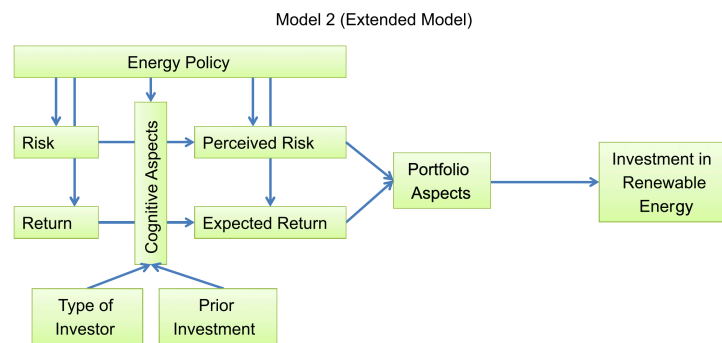 Model 2 (Extended Model)
Energy Policy
Risk
Cognitive Aspects
Perceived Risk
Portfolio
Aspects
Investment in
Renewable
Energy
Return
Expected Return
Type of
Investor
Prior
Investment